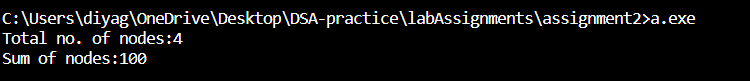 C:\Users\diyag\OneDrive\Desktop\DSA-practice\labAssignments\assignment2>a.exe
Total no. of nodes:4
Sum of nodes:100